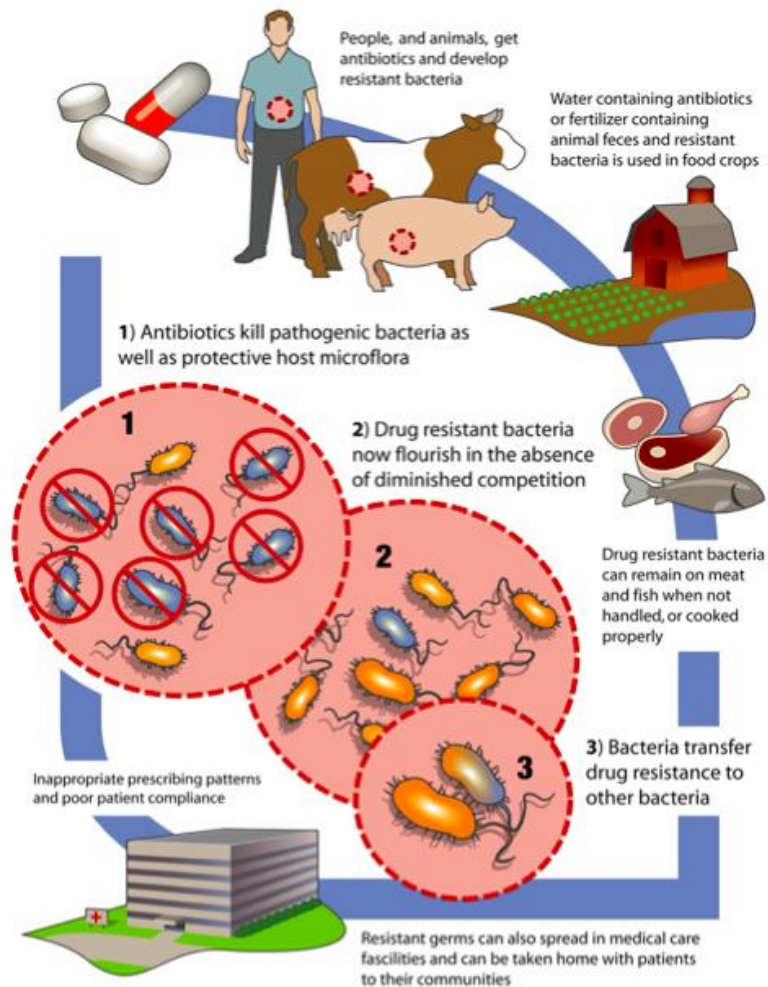 People, and animals, get
antibiotics and develop
resistant bacteria
Water containing antibiotics
or fertilizer containing
animal feces and resistant
bacteria is used in food crops
1) Antibiotics kill pathogenic bacteria as
well as protective host microflora
1
2) Drug resistant bacteria
now flourish in the absence
of diminished competition
2
Drug resistant bacteria
can remain on meat
and fish when not
handled, or cooked
properly
3) Bacteria transfer
drug resistance to
other bacteria
3
Inappropriate prescribing patterns
and poor patient compliance
Resistant germs can also spread in medical care
fascilities and can be taken home with patients
to their communities